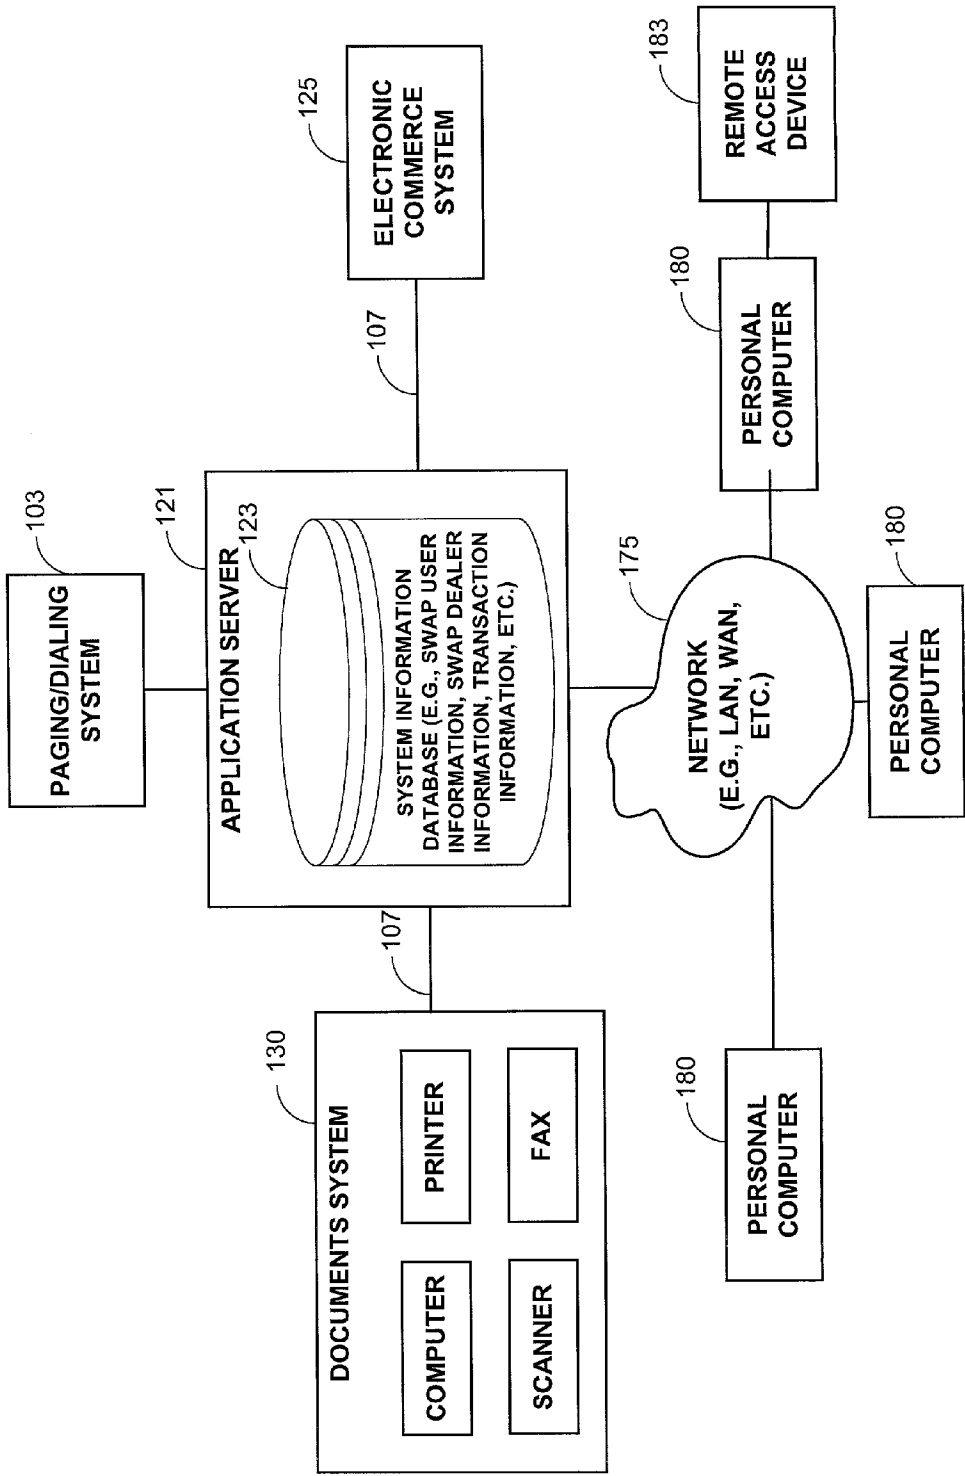 103
PAGING/DIALING
SYSTEM
121
APPLICATION SERVER
123
SYSTEM INFORMATION
DATABASE (E.G., SWAP USER
INFORMATION, SWAP DEALER
INFORMATION, TRANSACTION
INFORMATION, ETC.)
107
125
ELECTRONIC
COMMERCE
SYSTEM
107
130
DOCUMENTS SYSTEM
COMPUTER
PRINTER
SCANNER
FAX
175
NETWORK
(E.G., LAN, WAN,
ETC.)
180
PERSONAL
COMPUTER
180
PERSONAL
COMPUTER
180
PERSONAL
COMPUTER
183
REMOTE
ACCESS
DEVICE